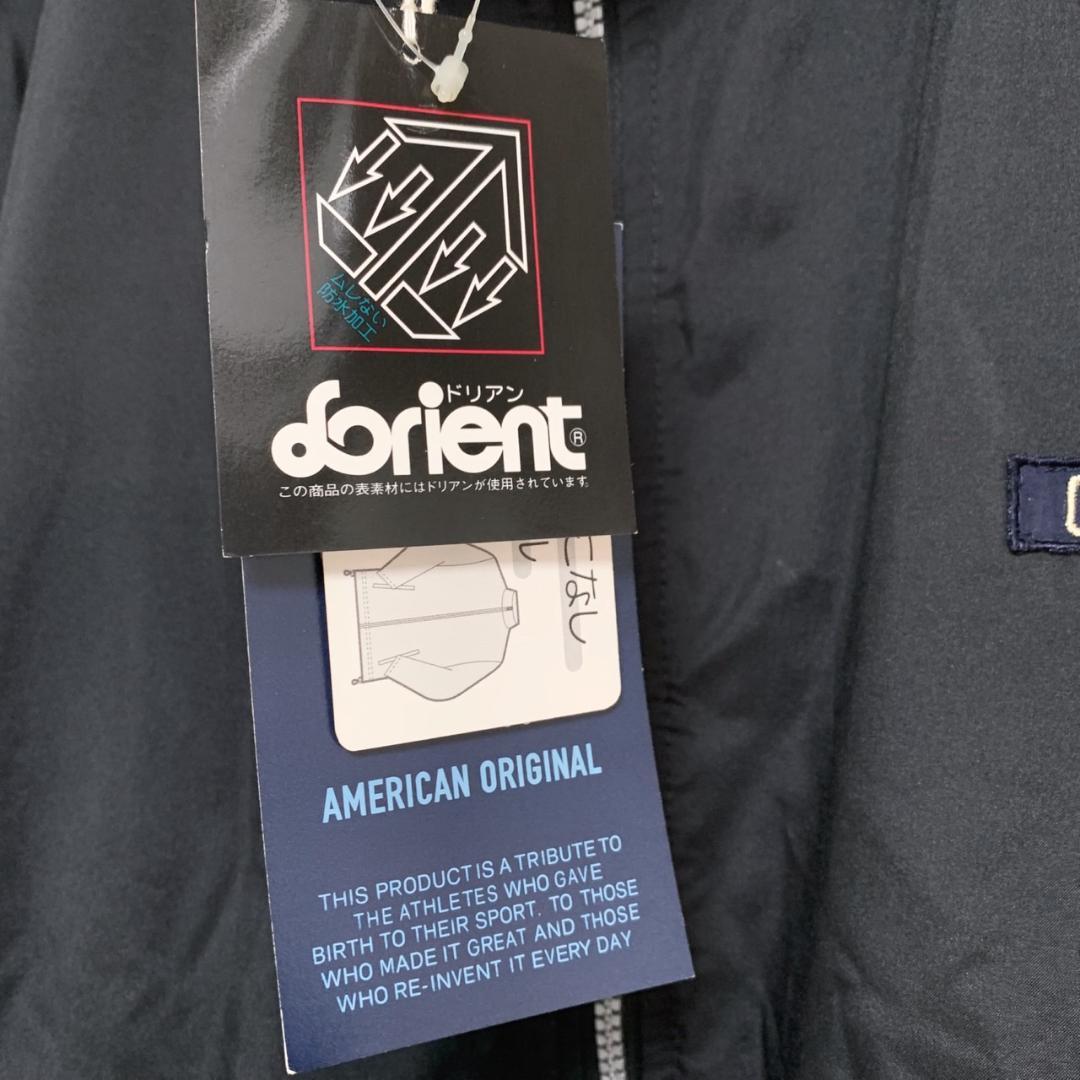 ムレない
防水加工
ドリアン
dorient®
この商品の表素材にはドリアンが使用されています。
AMERICAN ORIGINAL
THIS PRODUCT IS A TRIBUTE TO
THE ATHLETES WHO GAVE
BIRTH TO THEIR SPORT. TO THOSE
WHO MADE IT GREAT AND THOSE
WHO RE-INVENT IT EVERY DAY